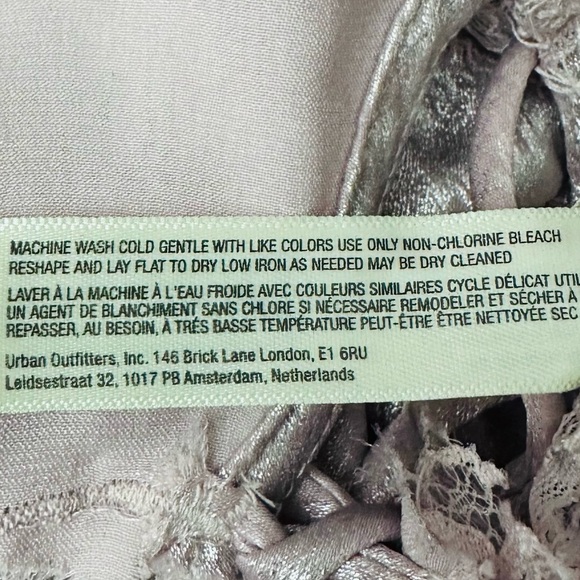 MACHINE WASH COLD GENTLE WITH LIKE COLORS USE ONLY NON-CHLORINE BLEACH
RESHAPE AND LAY FLAT TO DRY LOW IRON AS NEEDED MAY BE DRY CLEANED
LAVER À LA MACHINE À L'EAU FROIDE AVEC COULEURS SIMILAIRES CYCLE DÉLICAT
UN AGENT DE BLANCHIMENT SANS CHLORE SI NÉCESSAIRE REMODELER ET SÉCHER À
REPASSER, AU BESOIN, À TRÉS BASSE TEMPÉRATURE PEUT-ÊTRE ÊTRE NETTOYÉE SEC
Urban Outfitters, Inc. 146 Brick Lane London, E1 6RU
Leidsestraat 32, 1017 PB Amsterdam, Netherlands